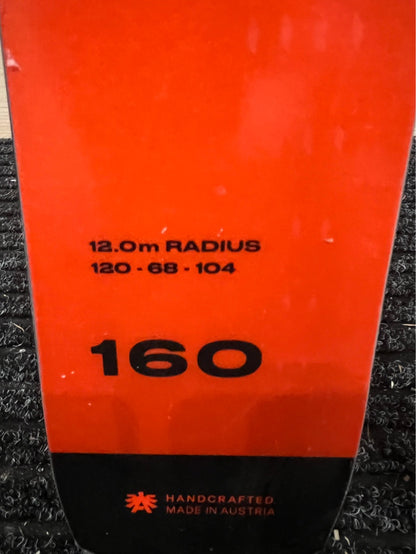 12.0m RADIUS
120 - 68 - 104
160
HANDCRAFTED
MADE IN AUSTRIA